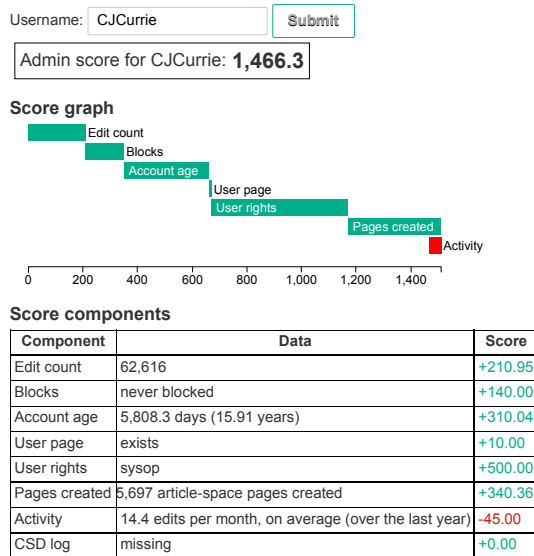 Username: CJCurrie Submit
Admin score for CJCurrie: 1,466.3
Score graph
Edit count
Blocks
Account age
User page
User rights
Pages created
Activity
0 200 400 600 800 1,000 1,200 1,400
Score components
Component Data Score
Edit count 62,616 +210.95
Blocks never blocked +140.00
Account age 5,808.3 days (15.91 years) +310.04
User page exists +10.00
User rights sysop +500.00
Pages created 5,697 article-space pages created +340.36
Activity 14.4 edits per month, on average (over the last year) -45.00
CSD log missing +0.00